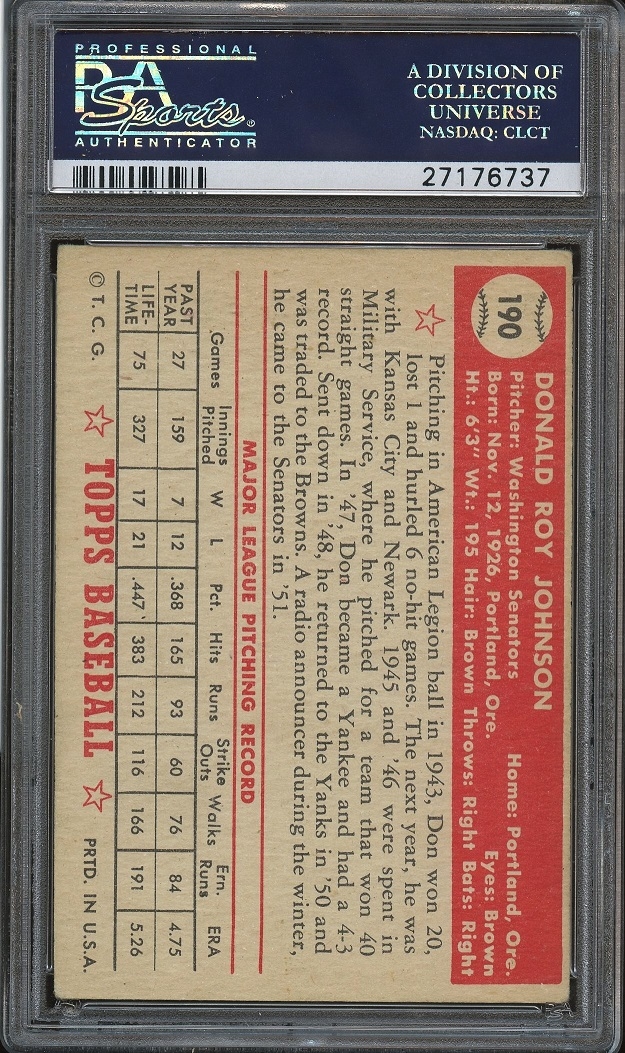 PROFESSIONAL
PSA
Sports®
AUTHENTICATOR
A DIVISION OF
COLLECTORS
UNIVERSE
NASDAQ: CLCT
27176737
190
DONALD ROY JOHNSON
Pitcher: Washington Senators Home: Portland, Ore.
Born: Nov. 12, 1926, Portland, Ore. Eyes: Brown
Ht.: 6'3" Wt.: 195 Hair: Brown Throws: Right Bats: Right
Pitching in American Legion ball in 1943, Don won 20,
lost 1 and hurled 6 no-hit games. The next year, he was
with Kansas City and Newark. 1945 and '46 were spent in
Military Service, where he pitched for a team that won 40
straight games. In '47, Don became a Yankee and had a 4-3
record. Sent down in '48, he returned to the Yanks in '50 and
was traded to the Browns. A radio announcer during the winter,
he came to the Senators in '51.
MAJOR LEAGUE PITCHING RECORD
Games Innings Pitched W L Pct. Hits Runs Strike Outs Walks Ern. Runs ERA
PAST YEAR 27 159 7 12 .368 165 93 60 76 84 4.75
LIFE-TIME 75 327 17 21 .447 383 212 116 166 191 5.26
© T. C. G. TOPPS BASEBALL PRTD. IN U.S.A.